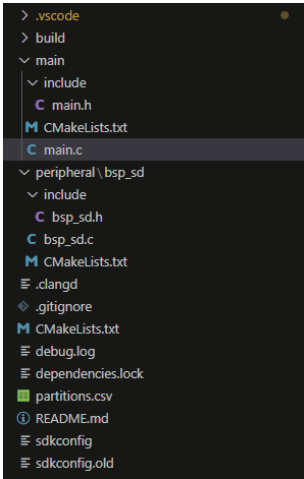 .vscode
build
main
include
C main.h
M CMakeLists.txt
C main.c
peripheral\bsp_sd
include
C bsp_sd.h
C bsp_sd.c
M CMakeLists.txt
.clangd
.gitignore
M CMakeLists.txt
debug.log
dependencies.lock
partitions.csv
README.md
sdkconfig
sdkconfig.old